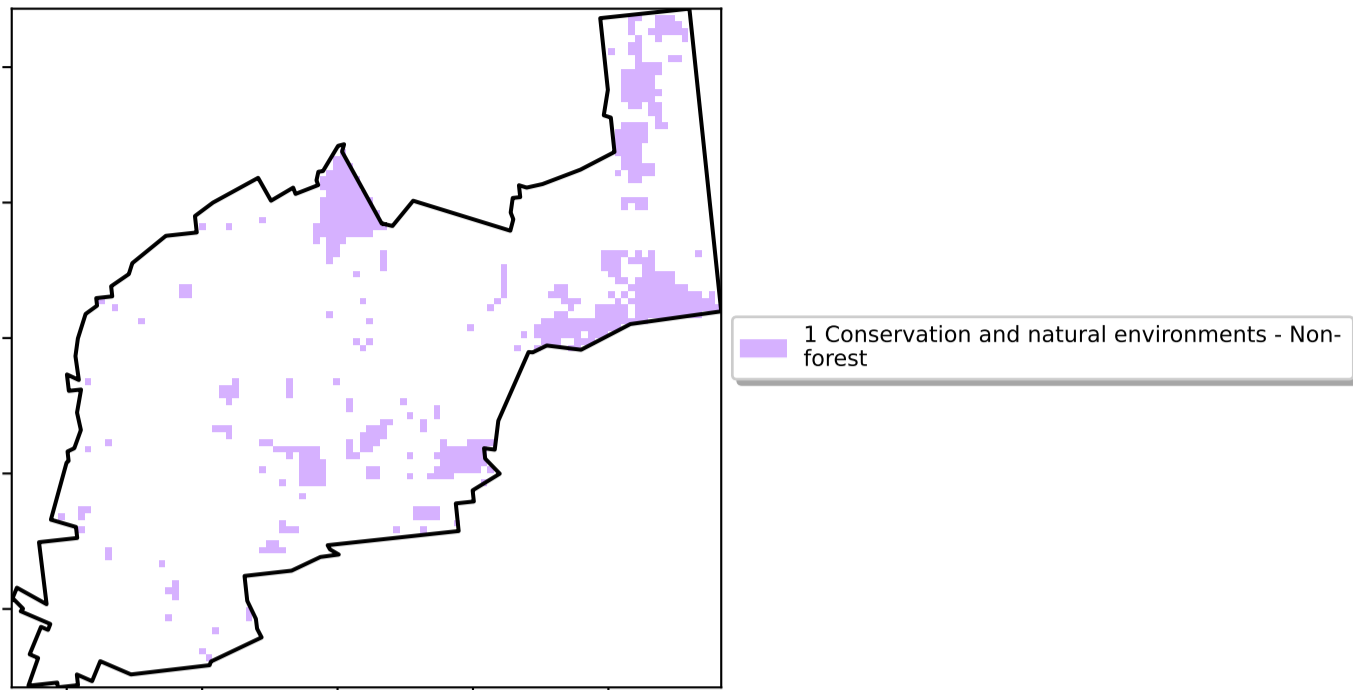 1 Conservation and natural environments - Non-
forest